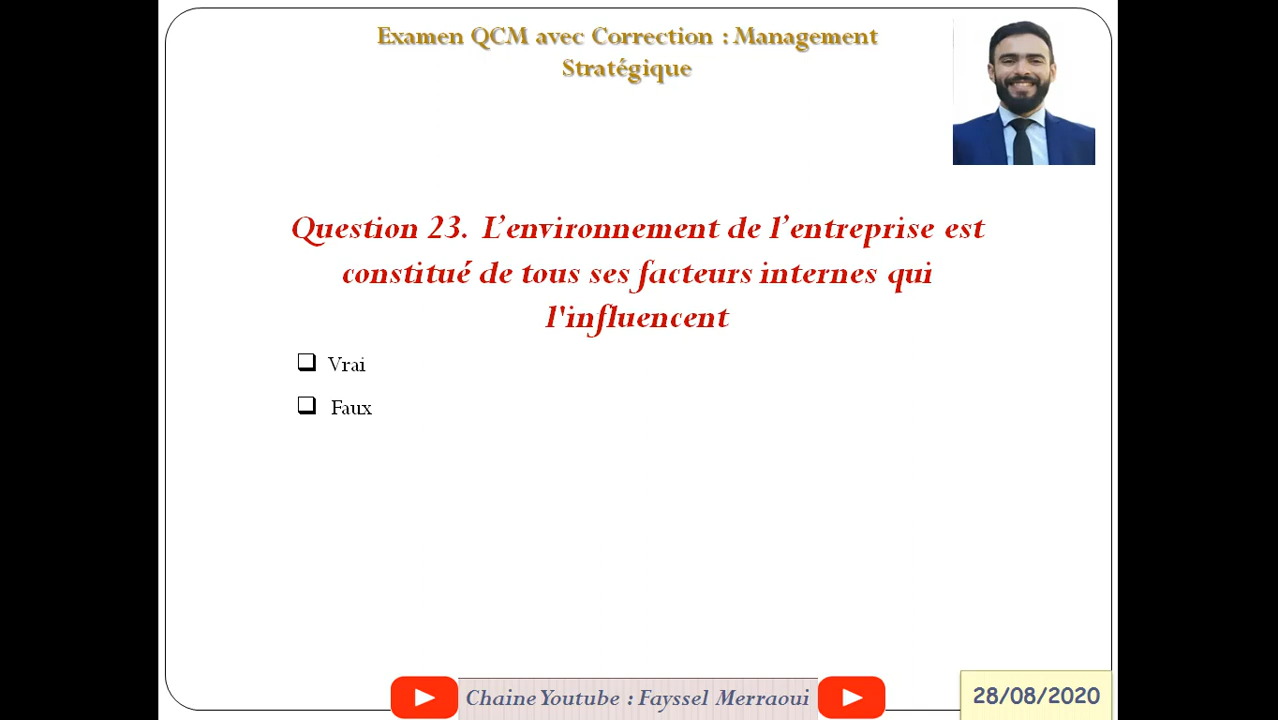 Examen QCM avec Correction : Management
Stratégique
Question 23. L’environnement de l’entreprise est
constitué de tous ses facteurs internes qui
l'influencent
Vrai
Faux
Chaine Youtube : Fayssel Merraoui
28/08/2020